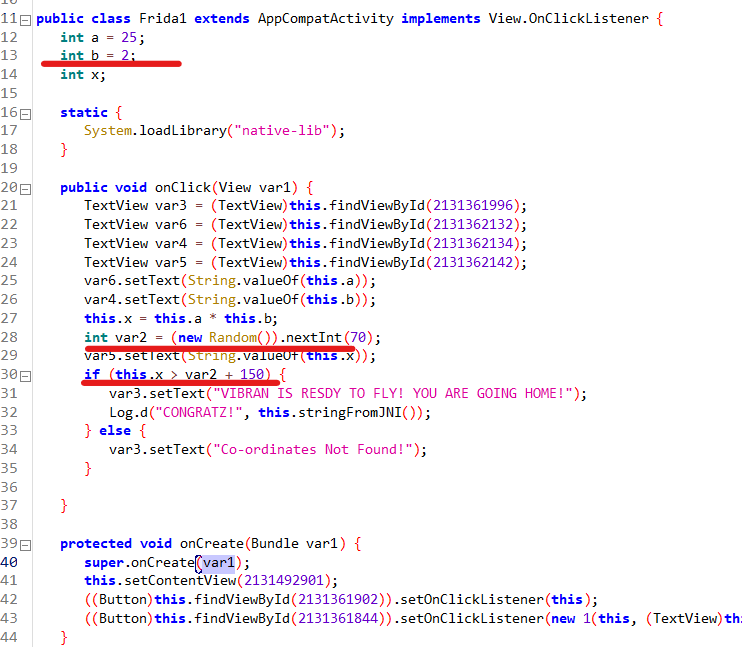 11 public class Frida1 extends AppCompatActivity implements View.OnClickListener {
12 int a = 25;
13 int b = 2;
14 int x;
15
16 static {
17 System.loadLibrary("native-lib");
18 }
19
20 public void onClick(View var1) {
21 TextView var3 = (TextView)this.findViewById(2131361996);
22 TextView var6 = (TextView)this.findViewById(2131362132);
23 TextView var4 = (TextView)this.findViewById(2131362134);
24 TextView var5 = (TextView)this.findViewById(2131362142);
25 var6.setText(String.valueOf(this.a));
26 var4.setText(String.valueOf(this.b));
27 this.x = this.a * this.b;
28 int var2 = (new Random()).nextInt(70);
29 var5.setText(String.valueOf(this.x));
30 if (this.x > var2 + 150) {
31 var3.setText("VIBRAN IS RESDY TO FLY! YOU ARE GOING HOME!");
32 Log.d("CONGRATZ!", this.stringFromJNI());
33 } else {
34 var3.setText("Co-ordinates Not Found!");
35 }
36
37 }
38
39 protected void onCreate(Bundle var1) {
40 super.onCreate(var1);
41 this.setContentView(2131492901);
42 ((Button)this.findViewById(2131361902)).setOnClickListener(this);
43 ((Button)this.findViewById(2131361844)).setOnClickListener(new 1(this, (TextView)th
44 }